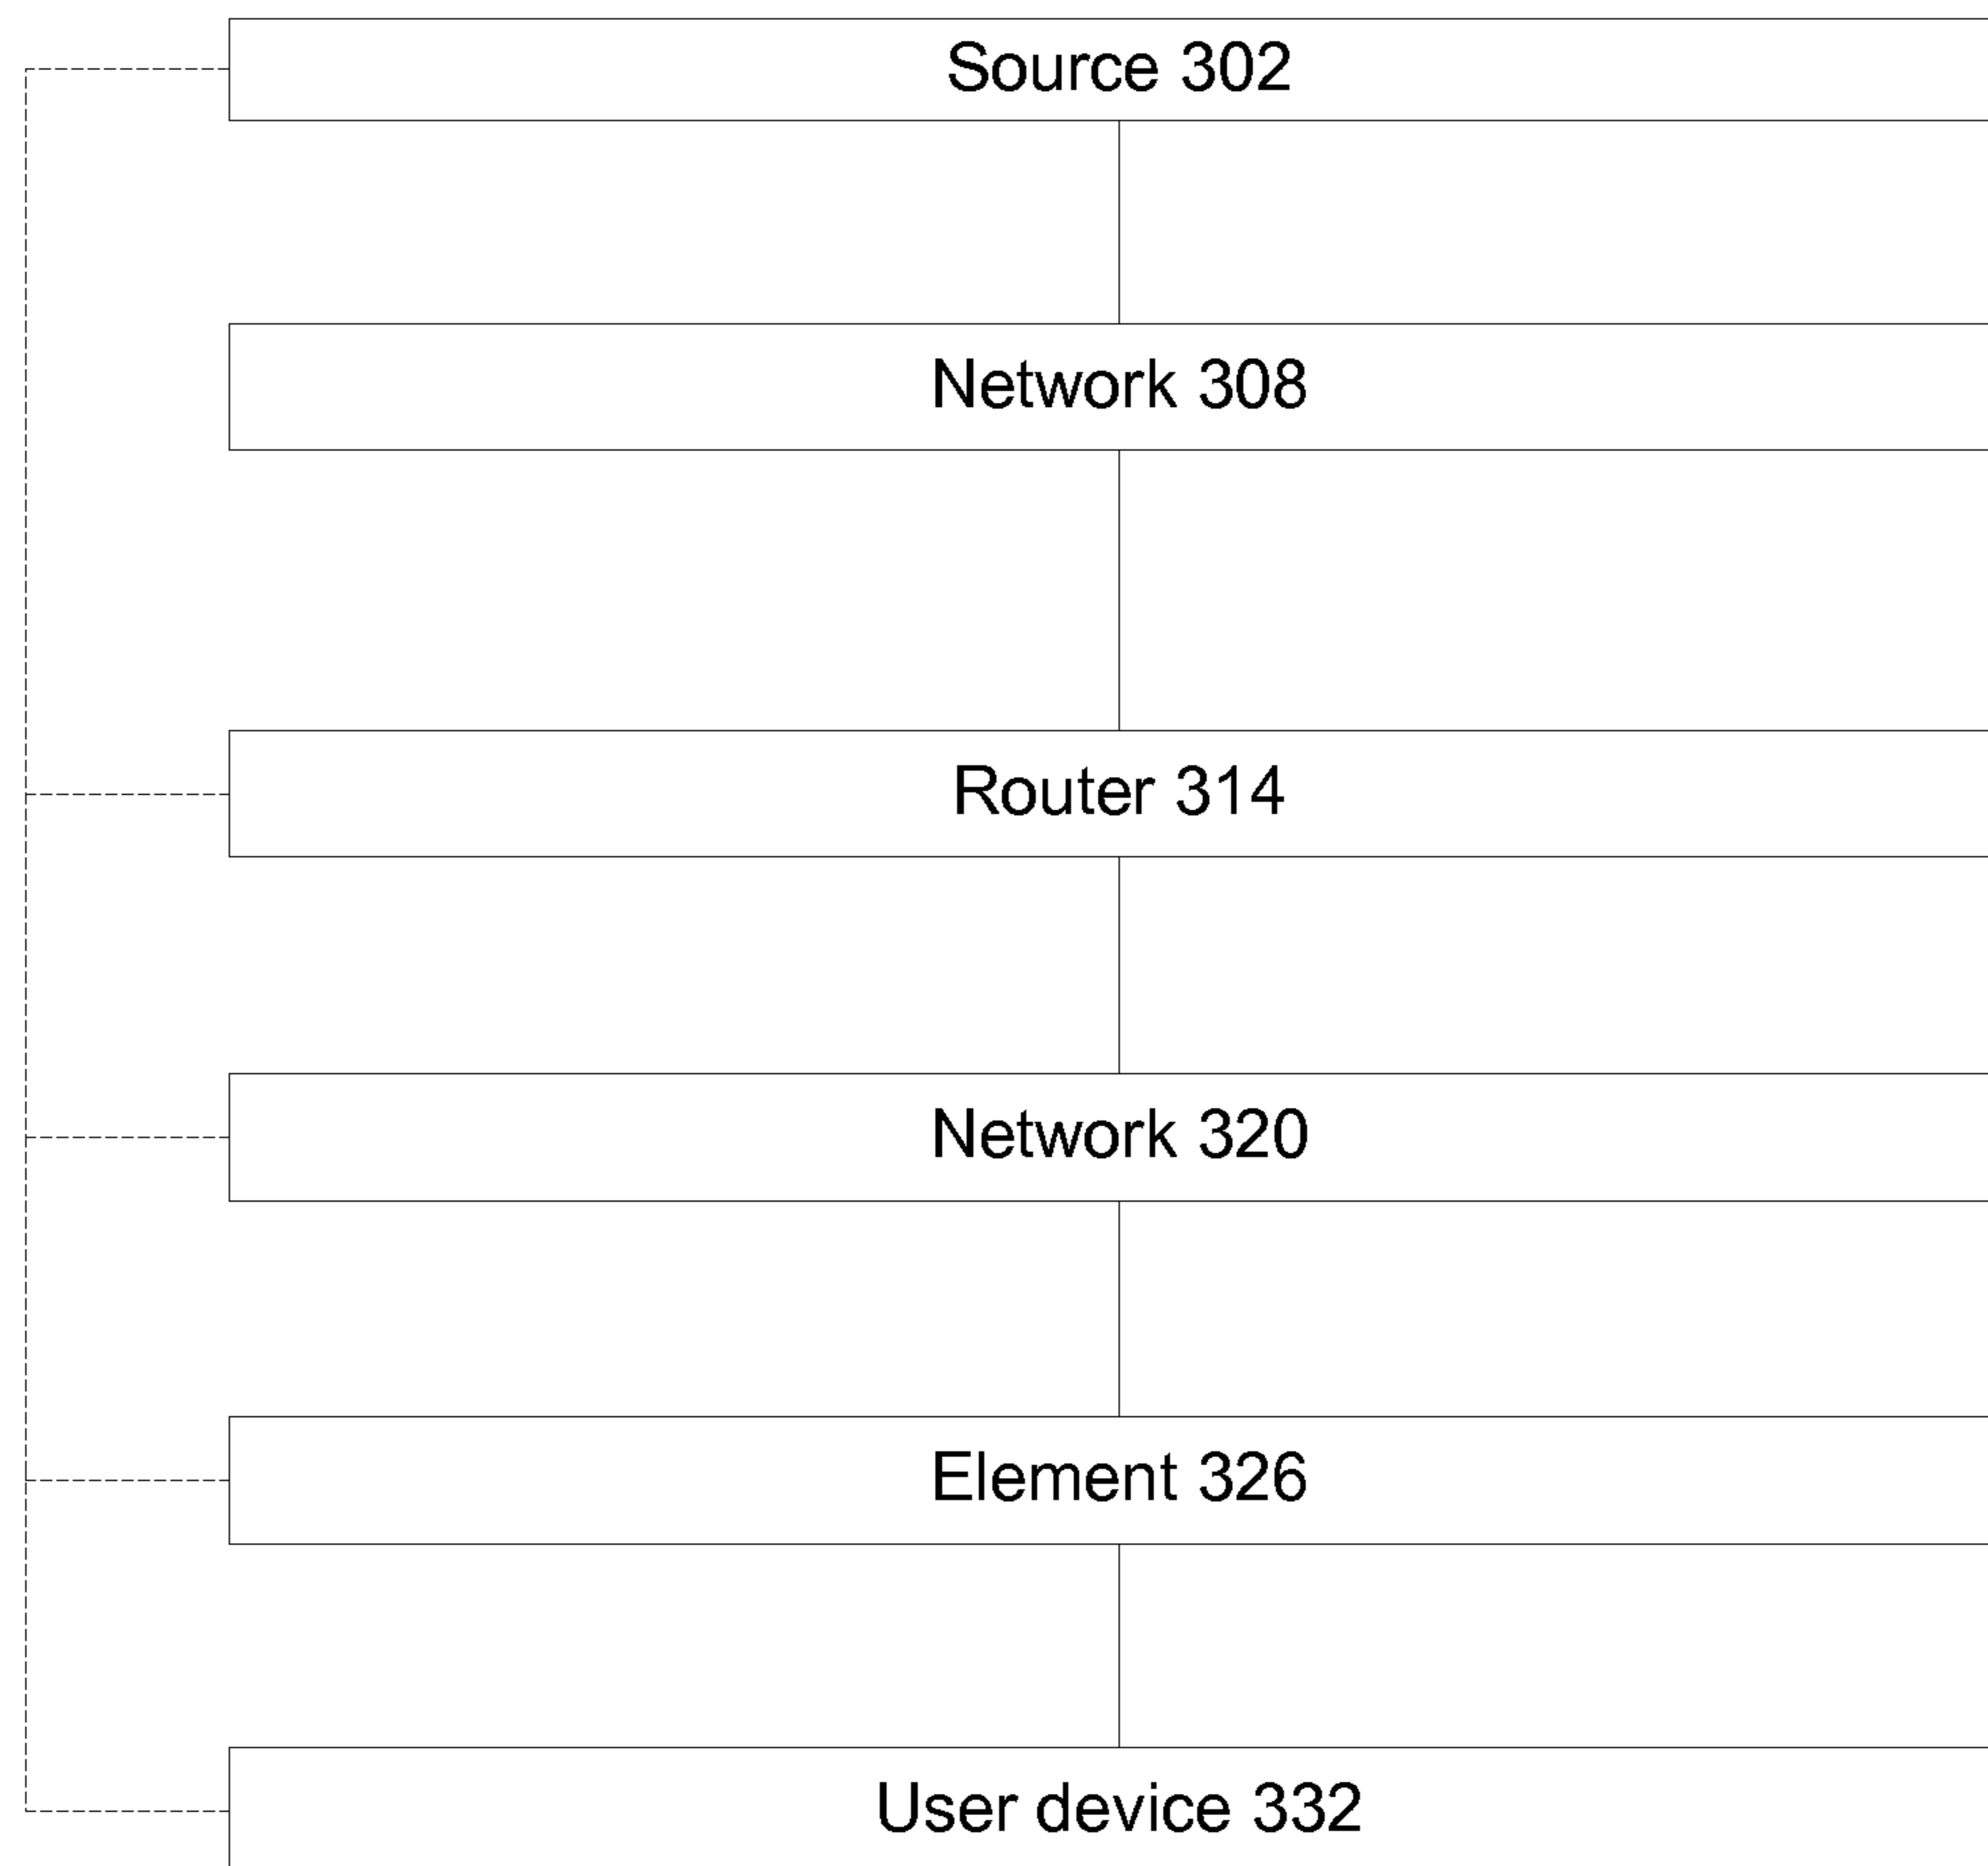 Source 302
Network 308
Router 314
Network 320
Element 326
User device 332